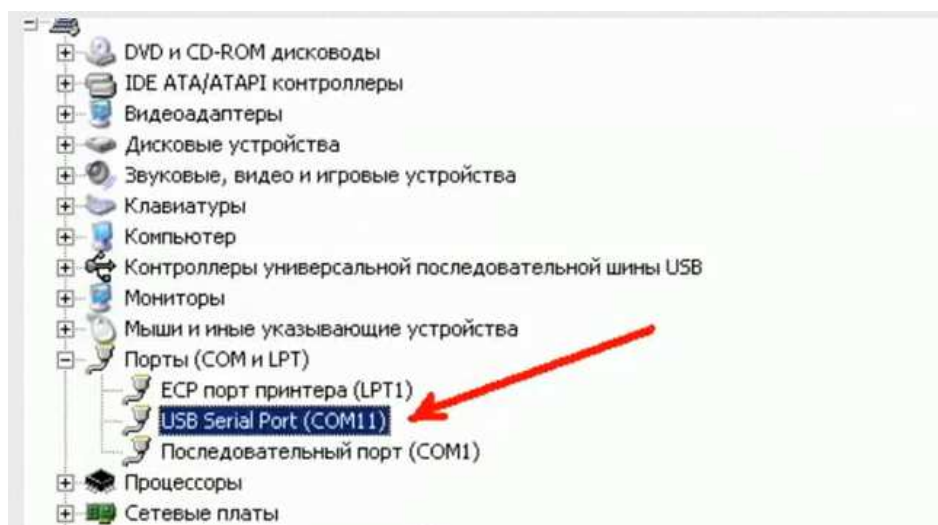 DVD и CD-ROM дисководы
IDE ATA/ATAPI контроллеры
Видеоадаптеры
Дисковые устройства
Звуковые, видео и игровые устройства
Клавиатуры
Компьютер
Контроллеры универсальной последовательной шины USB
Мониторы
Мыши и иные указывающие устройства
Порты (COM и LPT)
ECP порт принтера (LPT1)
USB Serial Port (COM11)
Последовательный порт (COM1)
Процессоры
Сетевые платы